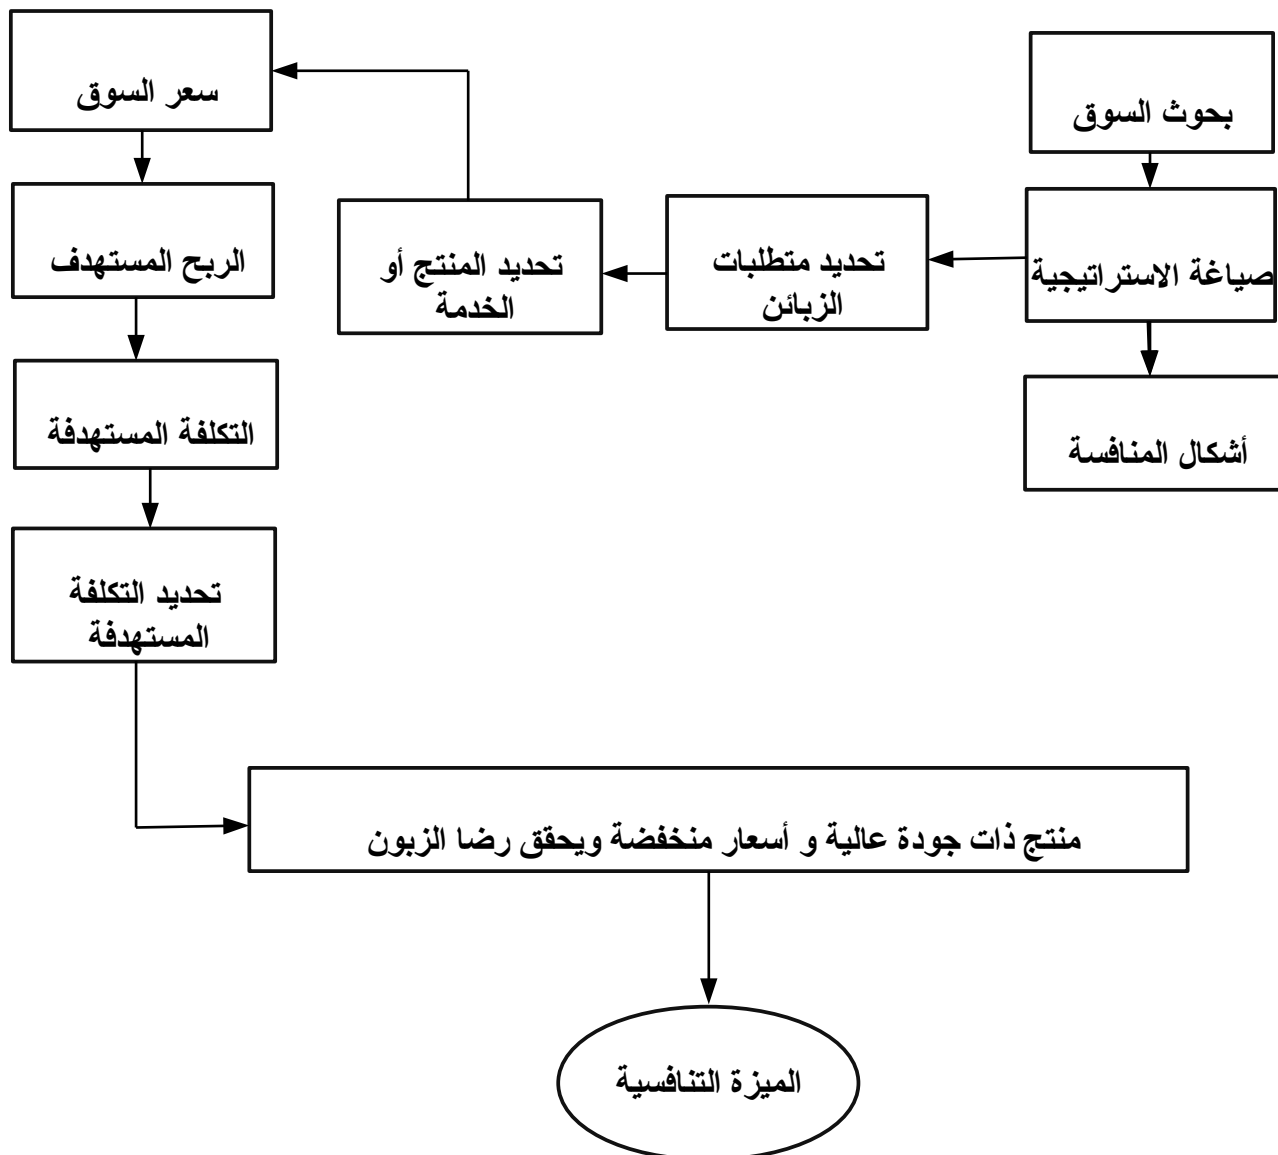 بحوث السوق
صياغة الاستراتيجية
أشكال المنافسة
تحديد متطلبات
الزبائن
تحديد المنتج أو
الخدمة
سعر السوق
الربح المستهدف
التكلفة المستهدفة
تحديد التكلفة
المستهدفة
منتج ذات جودة عالية و أسعار منخفضة ويحقق رضا الزبون
الميزة التنافسية